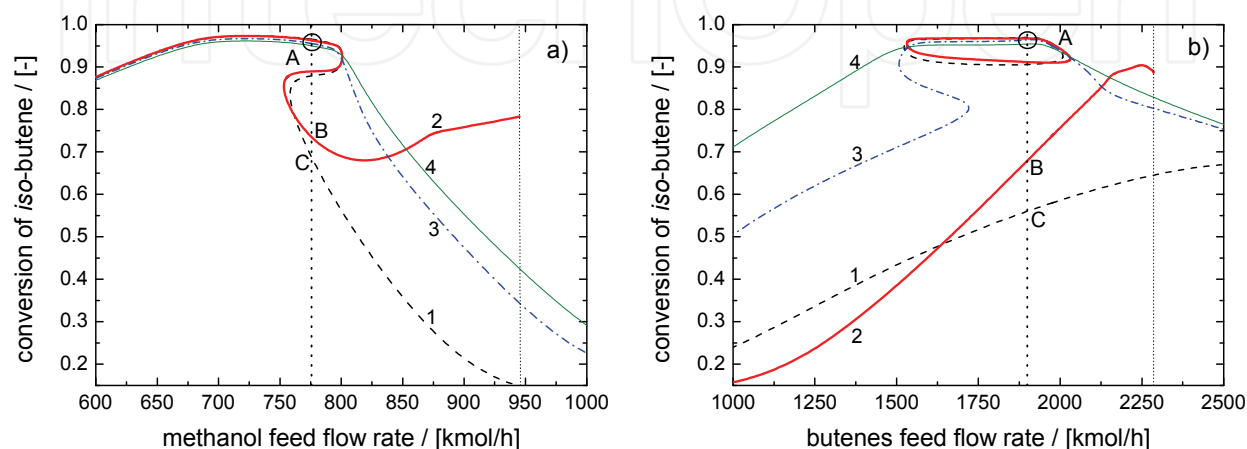 a)
conversion of iso-butene / [-]
1.0
0.9
0.8
0.7
0.6
0.5
0.4
0.3
0.2
A
B
C
2
4
3
1
600 650 700 750 800 850 900 950 1000
methanol feed flow rate / [kmol/h]
b)
conversion of iso-butene / [-]
1.0
0.9
0.8
0.7
0.6
0.5
0.4
0.3
0.2
A
4
3
B
C
1
2
1000 1250 1500 1750 2000 2250 2500
butenes feed flow rate / [kmol/h]